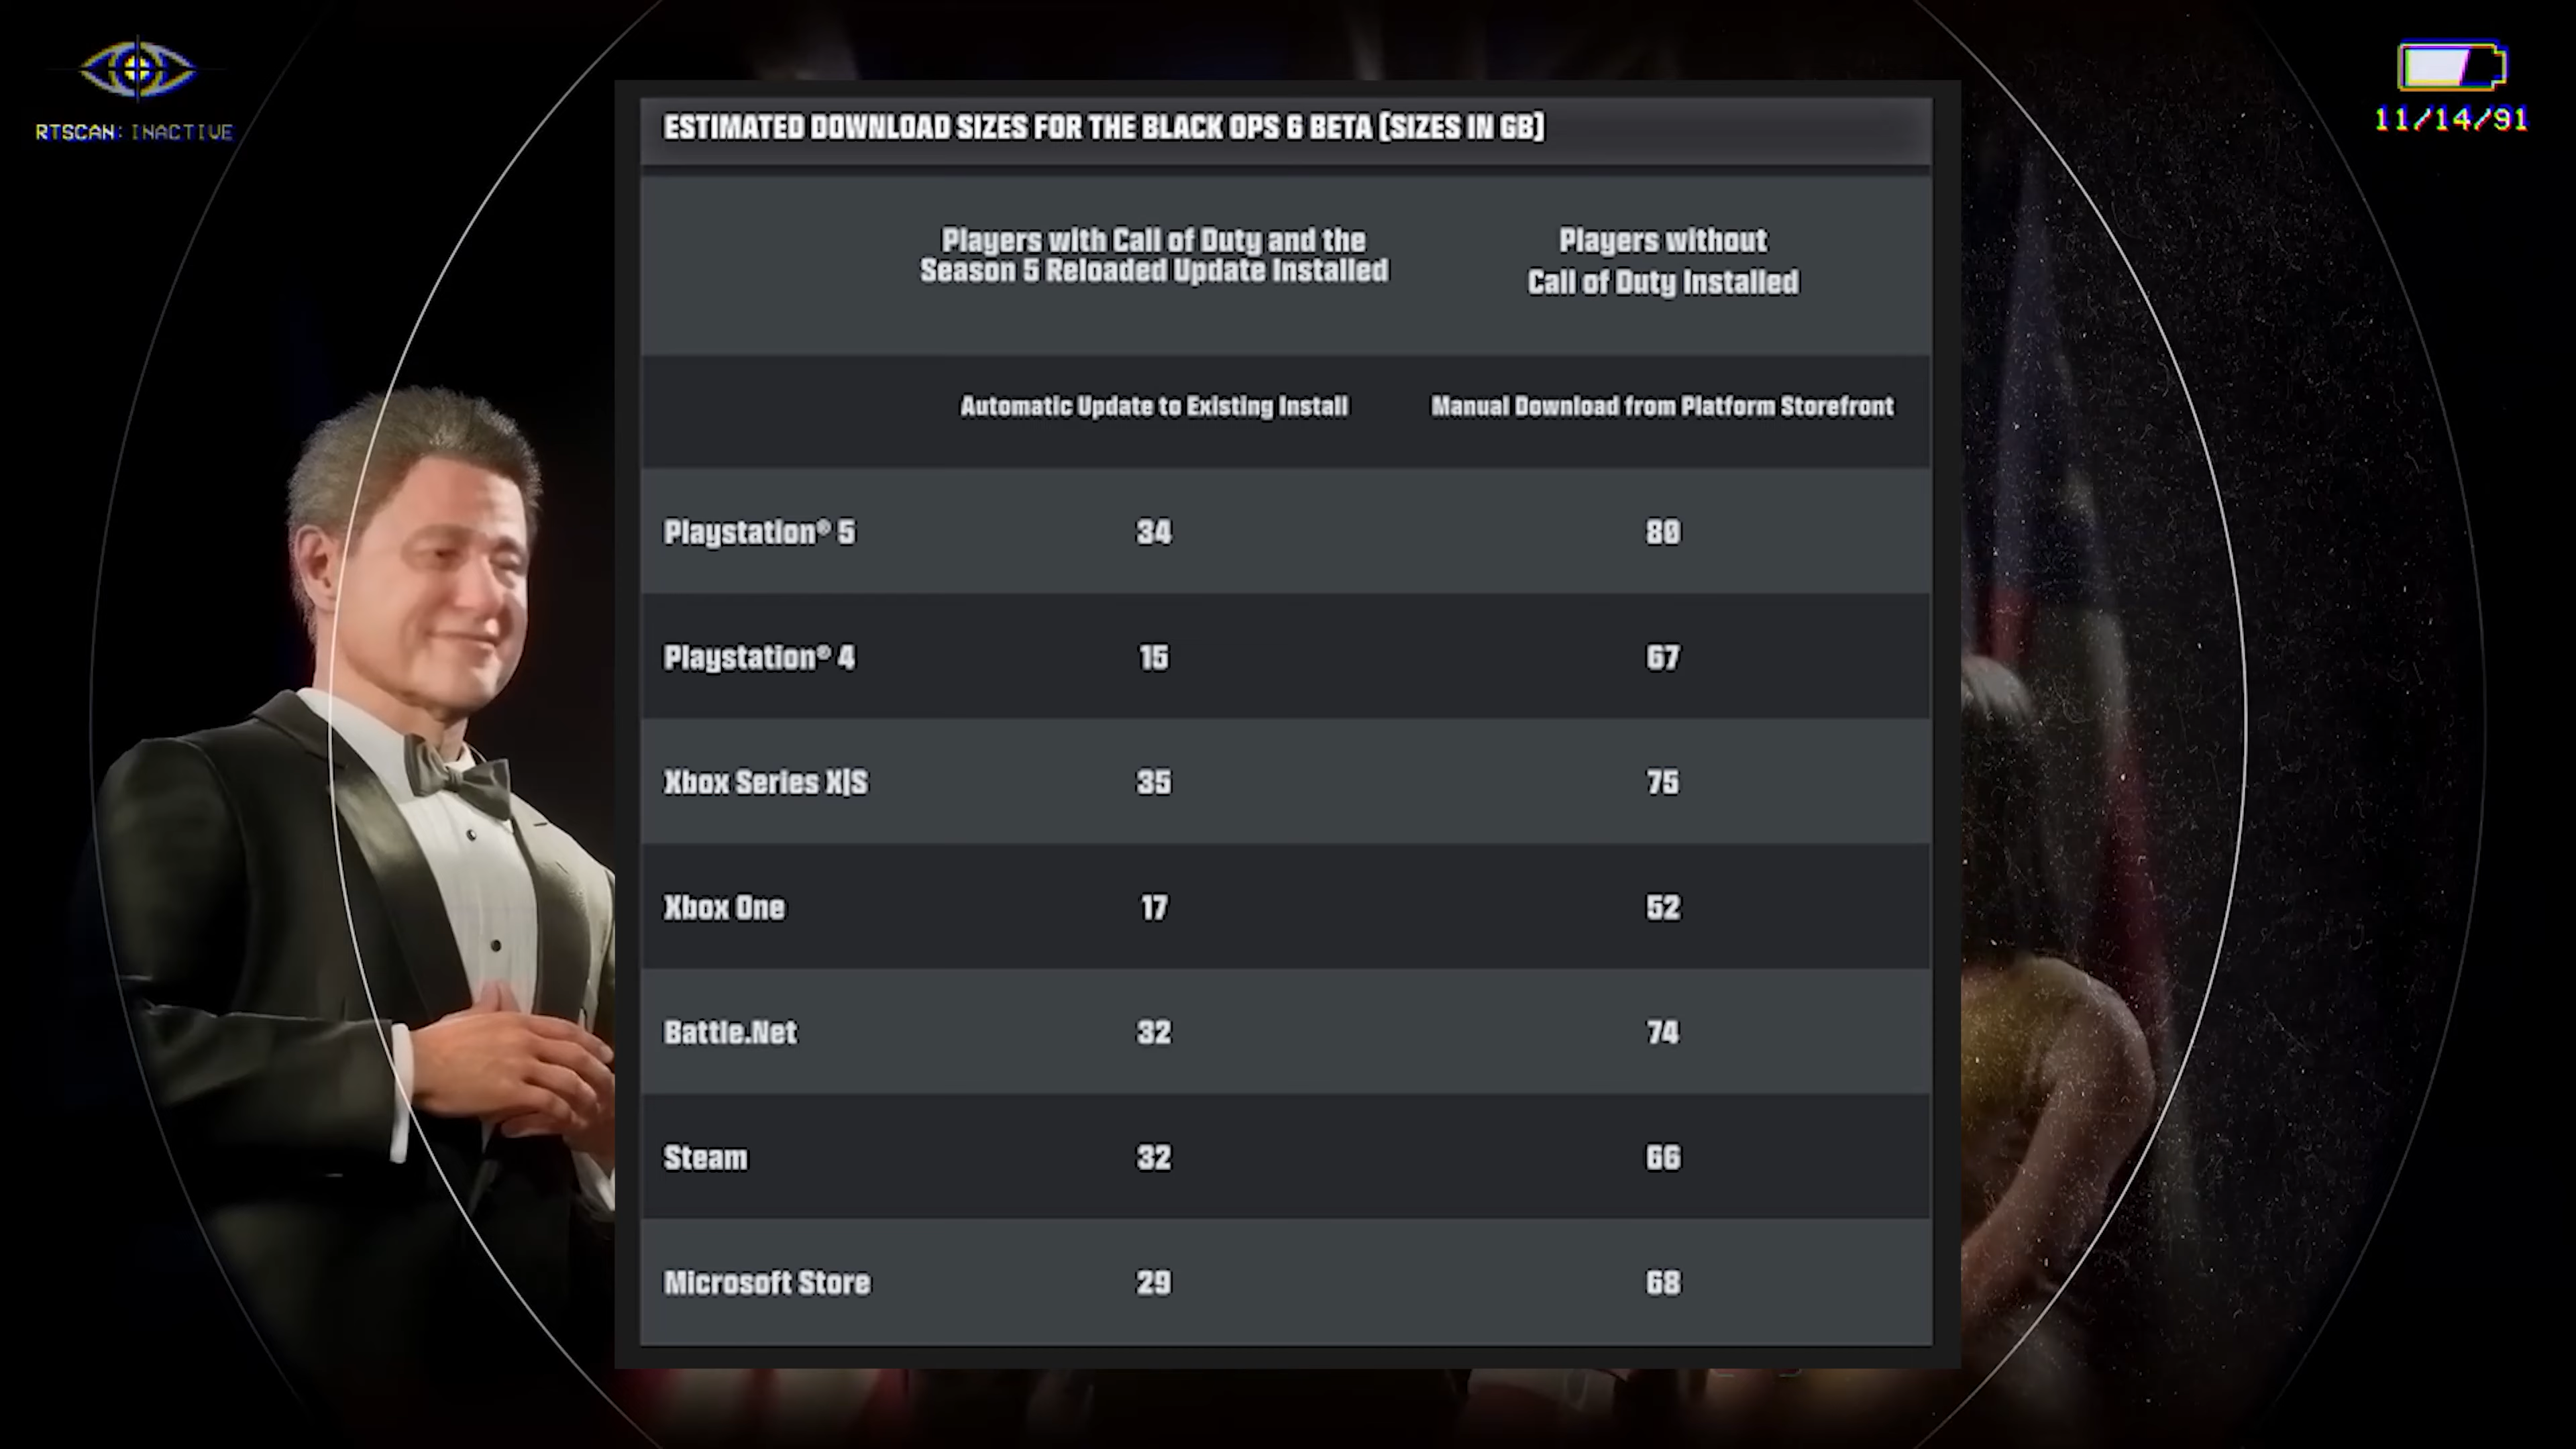 RTSCAN: INACTIVE
11/14/91
ESTIMATED DOWNLOAD SIZES FOR THE BLACK OPS 6 BETA [SIZES IN GB]
Players with Call of Duty and the
Season 5 Reloaded Update Installed
Players without
Call of Duty Installed
Automatic Update to Existing Install
Manual Download from Platform Storefront
Playstation® 5 34 80
Playstation® 4 15 67
Xbox Series X|S 35 75
Xbox One 17 52
Battle.Net 32 74
Steam 32 66
Microsoft Store 29 68